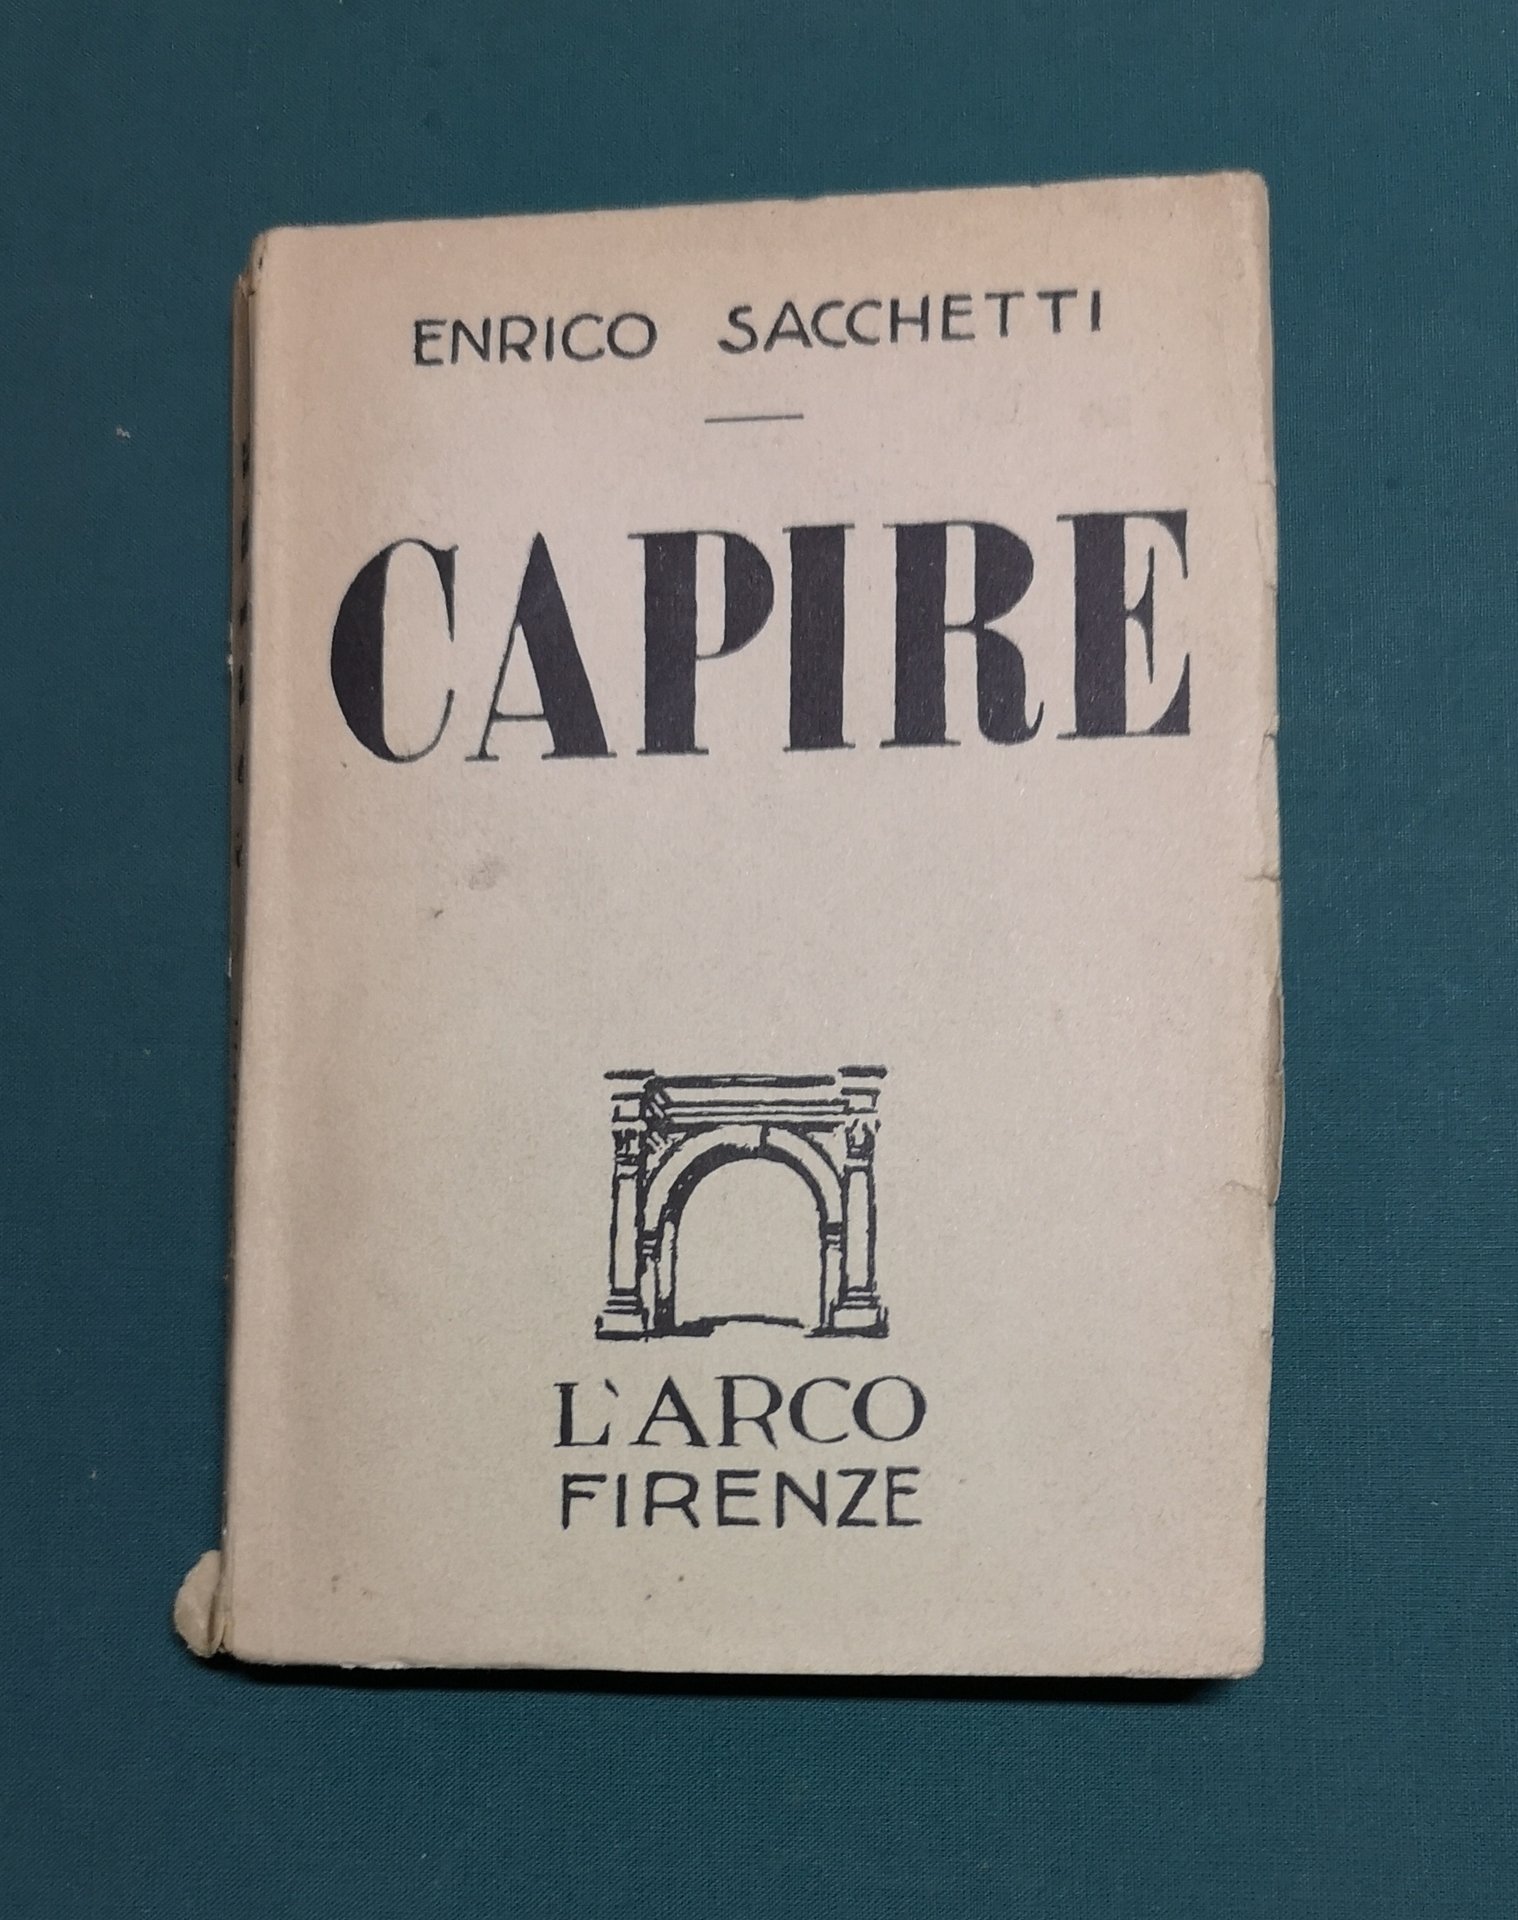 ENRICO SACCHETTI
CAPIRE
L'ARCO
FIRENZE